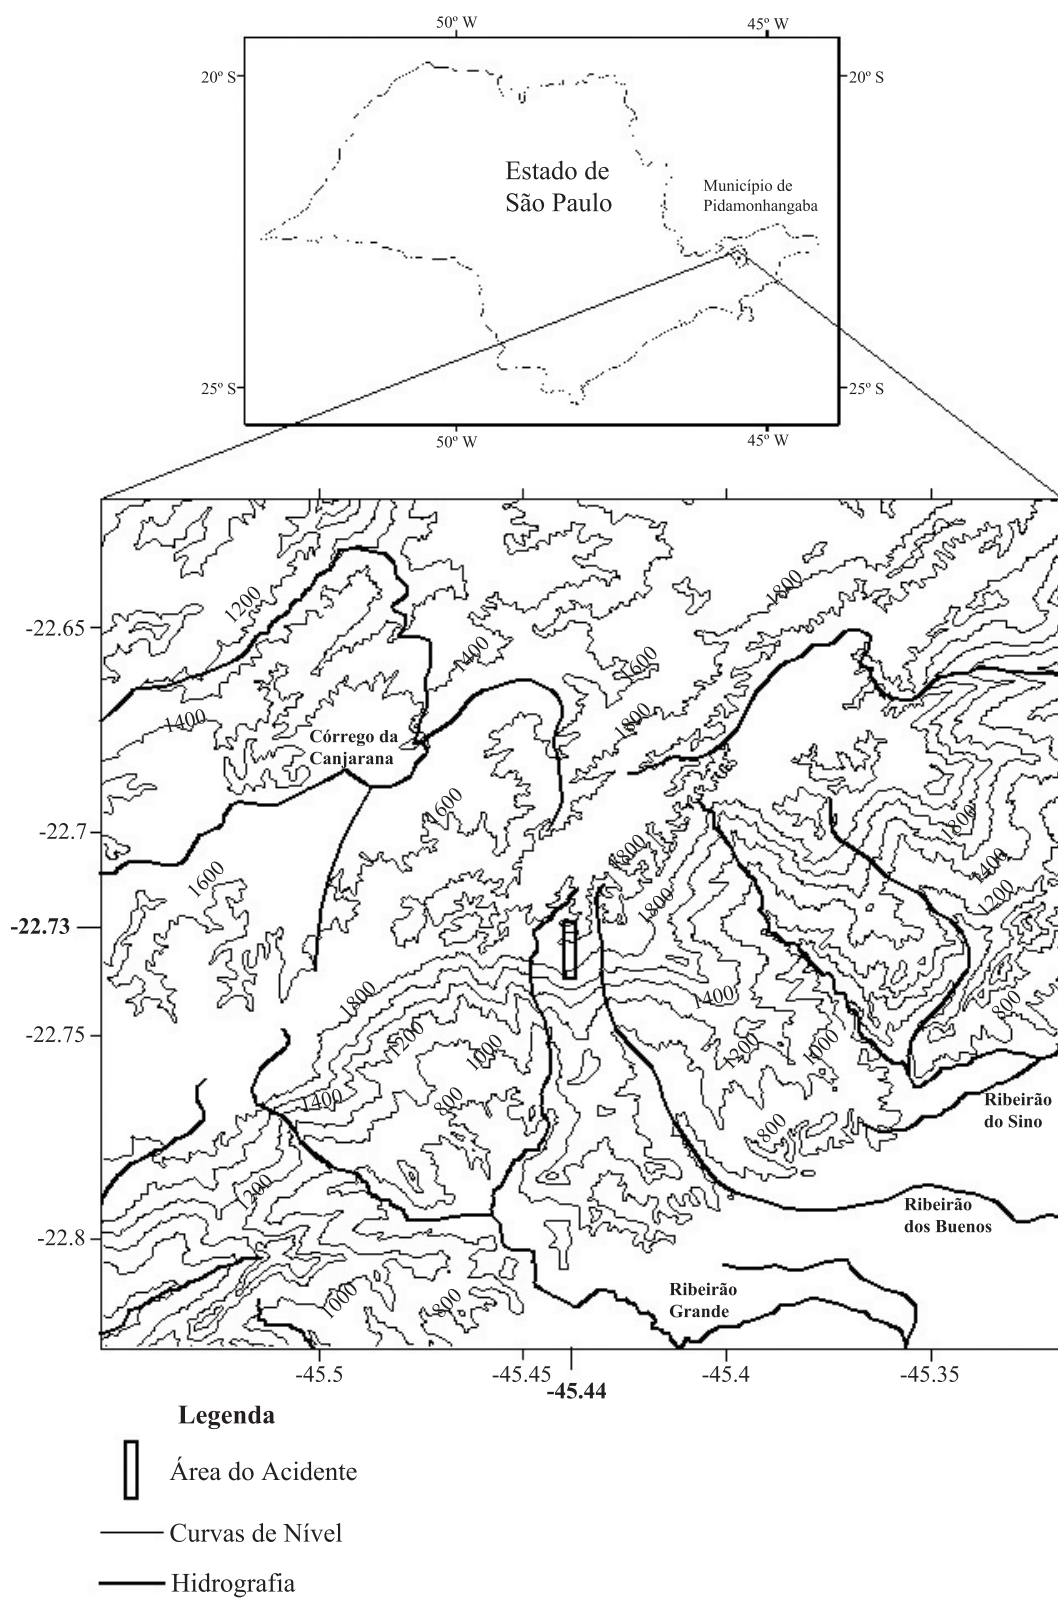 50º W
45º W
20º S
20º S
Estado de
São Paulo
Município de
Pidamonhangaba
25º S
25º S
50º W
45º W
1800
1200
-22.65
1400
1600
1400
1800
Córrego da
Canjarana
1600
1800
-22.7
1800
1400
1600
1200
1800
-22.73
1800
1400
800
1200
-22.75
1000
1200
1000
1400
800
Ribeirão
do Sino
1800
1200
Ribeirão
dos Buenos
-22.8
Ribeirão
Grande
1000
1800
-45.5
-45.45
-45.4
-45.35
-45.44
Legenda
Área do Acidente
Curvas de Nível
Hidrografia